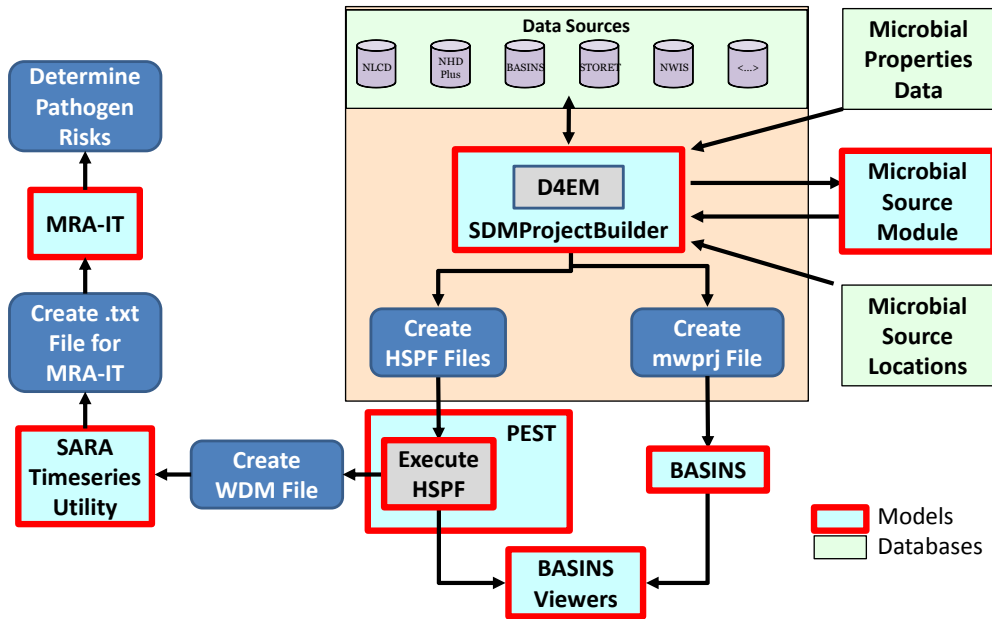 Data Sources
NLCD
NHD
Plus
BASINS
STORET
NWIS
<...>
Microbial
Properties
Data
Determine
Pathogen
Risks
D4EM
SDMProjectBuilder
Microbial
Source
Module
MRA-IT
Create .txt
File for
MRA-IT
Create
HSPF Files
Create
mwprj File
Microbial
Source
Locations
SARA
Timeseries
Utility
Create
WDM File
PEST
Execute
HSPF
BASINS
BASINS
Viewers
Models
Databases